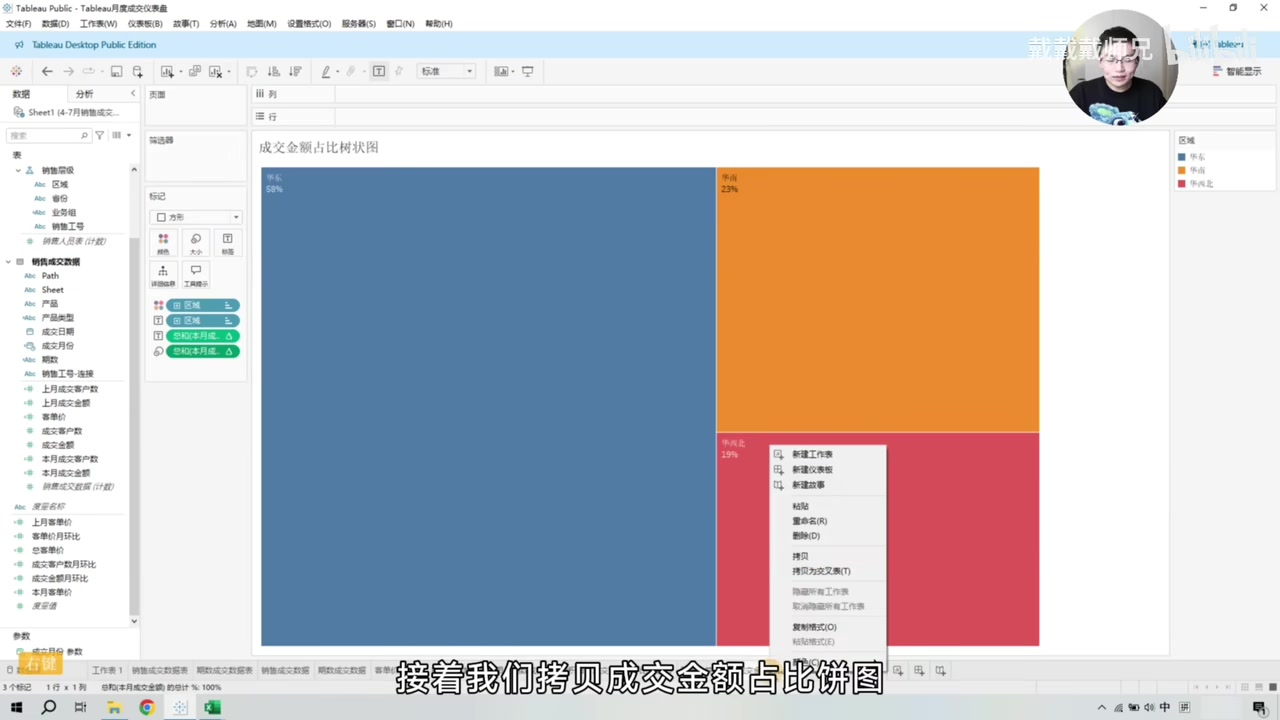 Tableau Public - Tableau月度成交仪表盘
文件(F) 数据(D) 工作表(W) 仪表板(B) 故事(T) 分析(A) 地图(M) 设置格式(O) 服务器(S) 窗口(N) 帮助(H)
Tableau Desktop Public Edition
戴戴戴师兄
标准
智能显示
数据 分析
页面
列
Sheet1 (4-7月销售成交...
行
搜索
筛选器
成交金额占比树状图
区域
表
华东
华南
华西北
销售层级
区域
省份
业务组
销售工号
销售人员表 (计数)
销售成交数据
Path
Sheet
产品
产品类型
成交日期
成交月份
期数
销售工号-连接
上月成交客户数
上月成交金额
客单价
成交客户数
成交金额
本月成交客户数
本月成交金额
销售成交数据 (计数)
度量名称
上月客单价
客单价月环比
总客单价
成交客户数月环比
成交金额月环比
本月客单价
度量值
参数
成交月份 参数
标记
方形
颜色 大小 标签
详细信息 工具提示
区域
区域
总和(本月成..
总和(本月成..
华东
58%
华南
23%
华西北
19%
新建工作表
新建仪表板
新建故事
粘贴
重命名(R)
删除(D)
拷贝
拷贝为交叉表(T)
隐藏所有工作表
取消隐藏所有工作表
复制格式(O)
粘贴格式(E)
右键
工作表 1 销售成交数据表 期数成交数据表 销售成交数据 期数成交数据
接着我们拷贝成交金额占比饼图
3 个标记 1 行 x 1 列 总和(本月成交金额) 的总计 %: 100%
中 拼